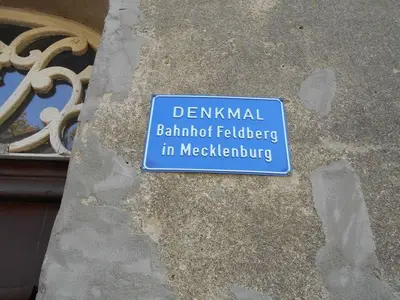 DENKMAL
Bahnhof Feldberg
in Mecklenburg